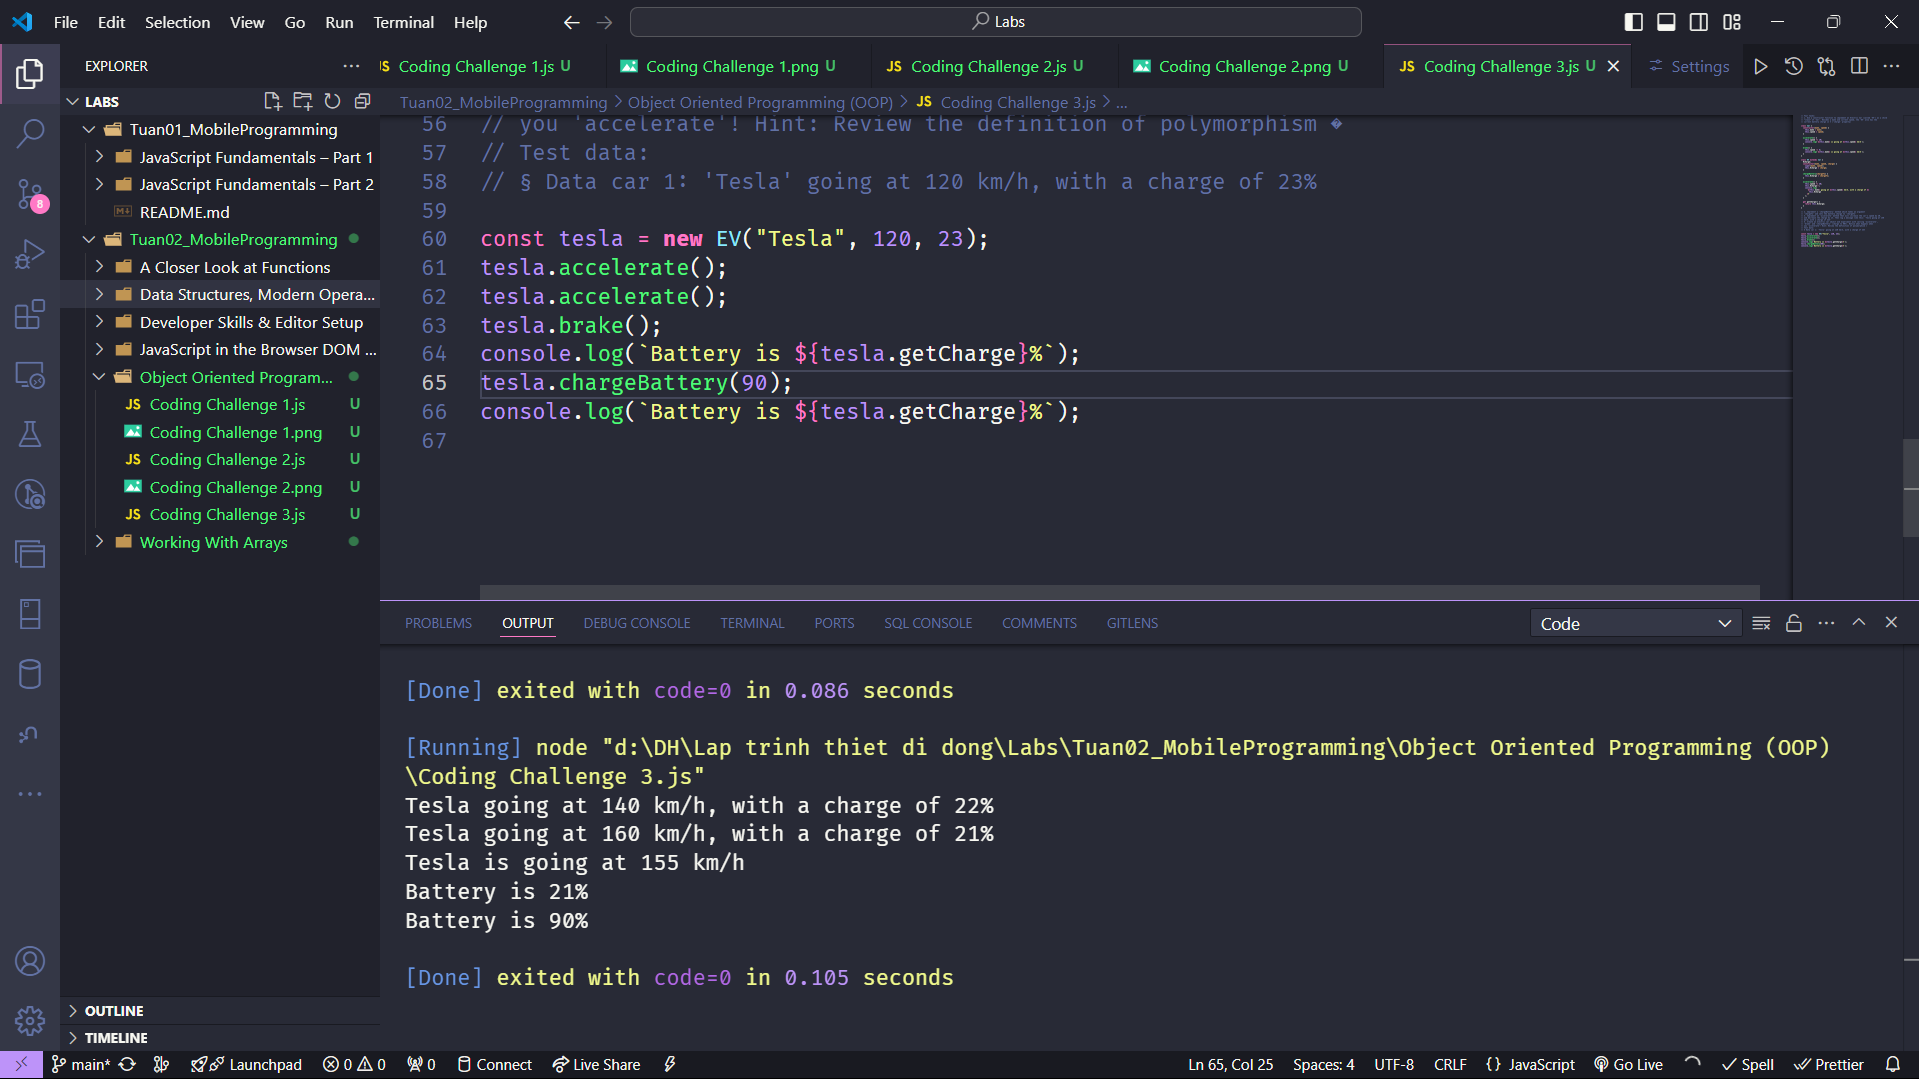 File Edit Selection View Go Run Terminal Help
Labs
EXPLORER
LABS
Tuan01_MobileProgramming
JavaScript Fundamentals – Part 1
JavaScript Fundamentals – Part 2
README.md
Tuan02_MobileProgramming
A Closer Look at Functions
Data Structures, Modern Opera...
Developer Skills & Editor Setup
JavaScript in the Browser DOM ...
Object Oriented Program...
JS Coding Challenge 1.js U
Coding Challenge 1.png U
JS Coding Challenge 2.js U
Coding Challenge 2.png U
JS Coding Challenge 3.js U
Working With Arrays
OUTLINE
TIMELINE
8
JS Coding Challenge 1.js U Coding Challenge 1.png U JS Coding Challenge 2.js U Coding Challenge 2.png U JS Coding Challenge 3.js U Settings
Tuan02_MobileProgramming > Object Oriented Programming (OOP) > JS Coding Challenge 3.js > ...
56 // you 'accelerate'! Hint: Review the definition of polymorphism �
57 // Test data:
58 // § Data car 1: 'Tesla' going at 120 km/h, with a charge of 23%
59
60 const tesla = new EV("Tesla", 120, 23);
61 tesla.accelerate();
62 tesla.accelerate();
63 tesla.brake();
64 console.log(`Battery is ${tesla.getCharge}%`);
65 tesla.chargeBattery(90);
66 console.log(`Battery is ${tesla.getCharge}%`);
67
PROBLEMS OUTPUT DEBUG CONSOLE TERMINAL PORTS SQL CONSOLE COMMENTS GITLENS
Code
[Done] exited with code=0 in 0.086 seconds
[Running] node "d:\DH\Lap trinh thiet di dong\Labs\Tuan02_MobileProgramming\Object Oriented Programming (OOP)
\Coding Challenge 3.js"
Tesla going at 140 km/h, with a charge of 22%
Tesla going at 160 km/h, with a charge of 21%
Tesla is going at 155 km/h
Battery is 21%
Battery is 90%
[Done] exited with code=0 in 0.105 seconds
main* Launchpad 0 0 0 Connect Live Share Ln 65, Col 25 Spaces: 4 UTF-8 CRLF {} JavaScript Go Live Spell Prettier